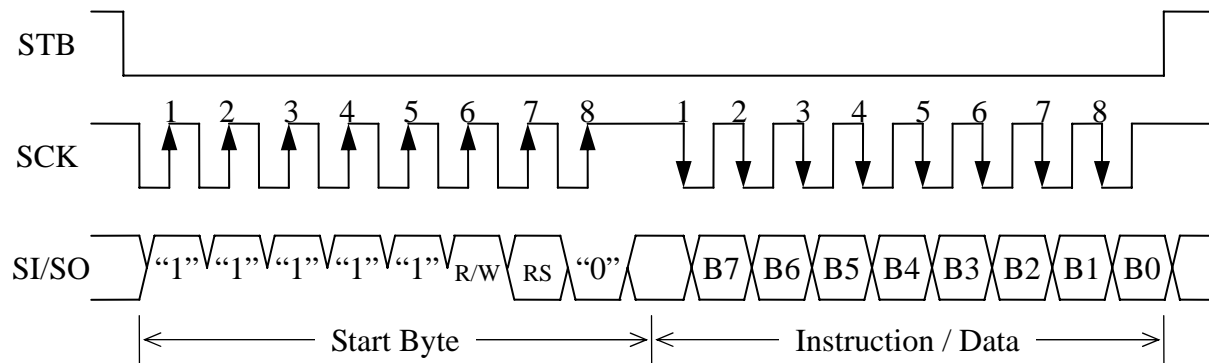 STB
1 2 3 4 5 6 7 8 1 2 3 4 5 6 7 8
SCK
SI/SO “1” “1” “1” “1” “1” R/W RS “0” B7 B6 B5 B4 B3 B2 B1 B0
Start Byte Instruction / Data